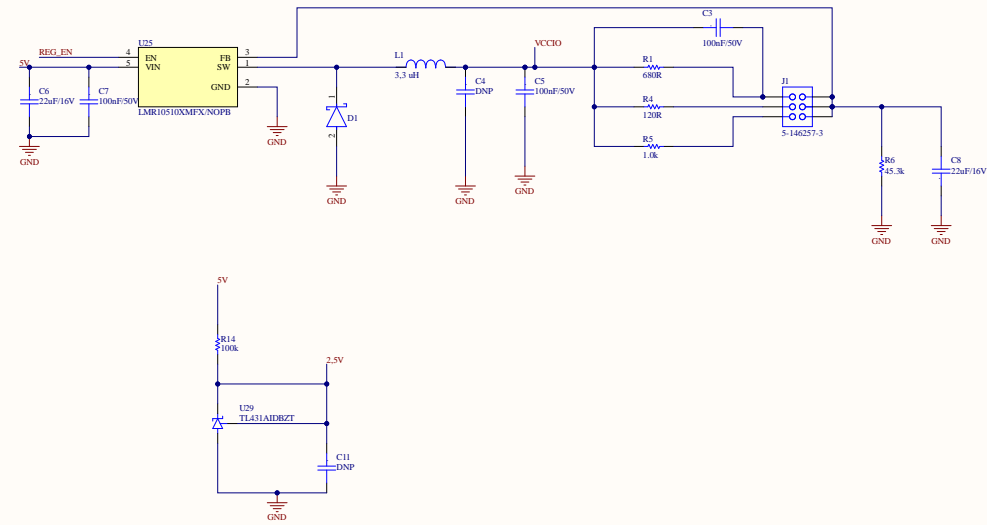 C3
100nF/50V
U25
REG_EN
4
EN
FB
3
5V
5
VIN
SW
1
GND
2
LMR10510XMFX/NOPB
C6
22uF/16V
C7
100nF/50V
GND
GND
1
D1
2
GND
L1
3,3 uH
C4
DNP
GND
VCCIO
C5
100nF/50V
GND
R1
680R
R4
120R
R5
1.0k
J1
5-146257-3
R6
45.3k
GND
C8
22uF/16V
GND
5V
R14
100k
2,5V
U29
TL431AIDBZT
C11
DNP
GND